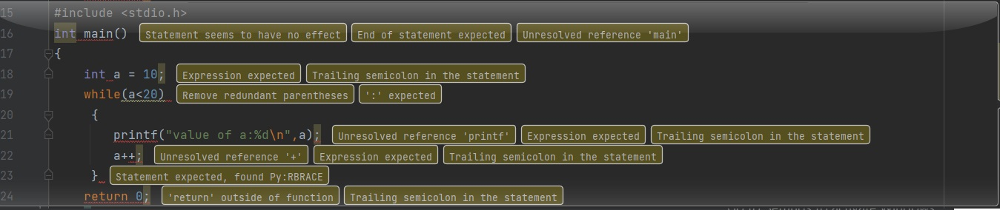 15 #include <stdio.h>
16 int main() Statement seems to have no effect End of statement expected Unresolved reference 'main'
17 {
18 int a = 10; Expression expected Trailing semicolon in the statement
19 while(a<20) Remove redundant parentheses ':' expected
20 {
21 printf("value of a:%d\n",a); Unresolved reference 'printf' Expression expected Trailing semicolon in the statement
22 a++; Unresolved reference '+' Expression expected Trailing semicolon in the statement
23 } Statement expected, found Py:RBRACE
24 return 0; 'return' outside of function Trailing semicolon in the statement